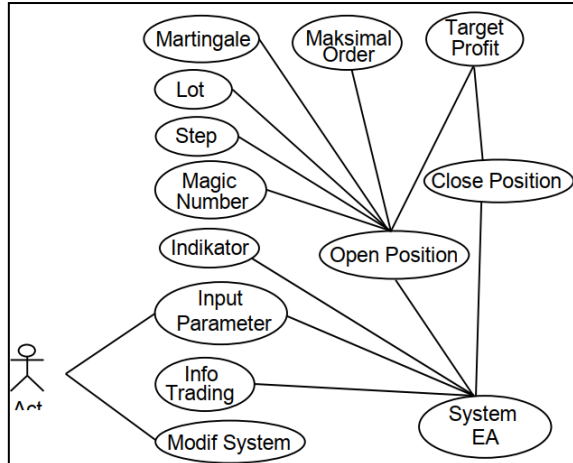 Martingale
Maksimal
Order
Target
Profit
Lot
Step
Magic
Number
Close Position
Indikator
Open Position
Input
Parameter
Info
Trading
System
EA
Modif System